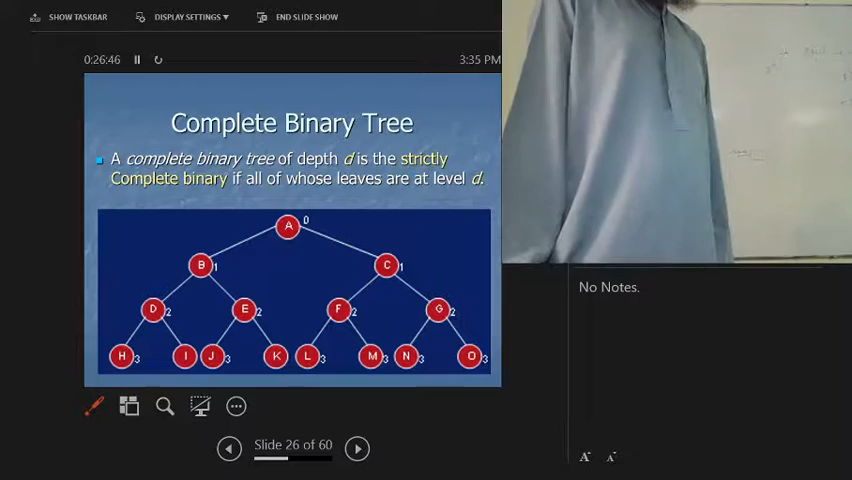 SHOW TASKBAR DISPLAY SETTINGS ▼ END SLIDE SHOW
0:26:46 3:35 PM
Complete Binary Tree
A complete binary tree of depth d is the strictly
Complete binary if all of whose leaves are at level d.
A 0
B 1 C 1
D 2 E 2 F 2 G 2
H 3 I J 3 K L 3 M 3 N 3 O 3
No Notes.
Slide 26 of 60
A A